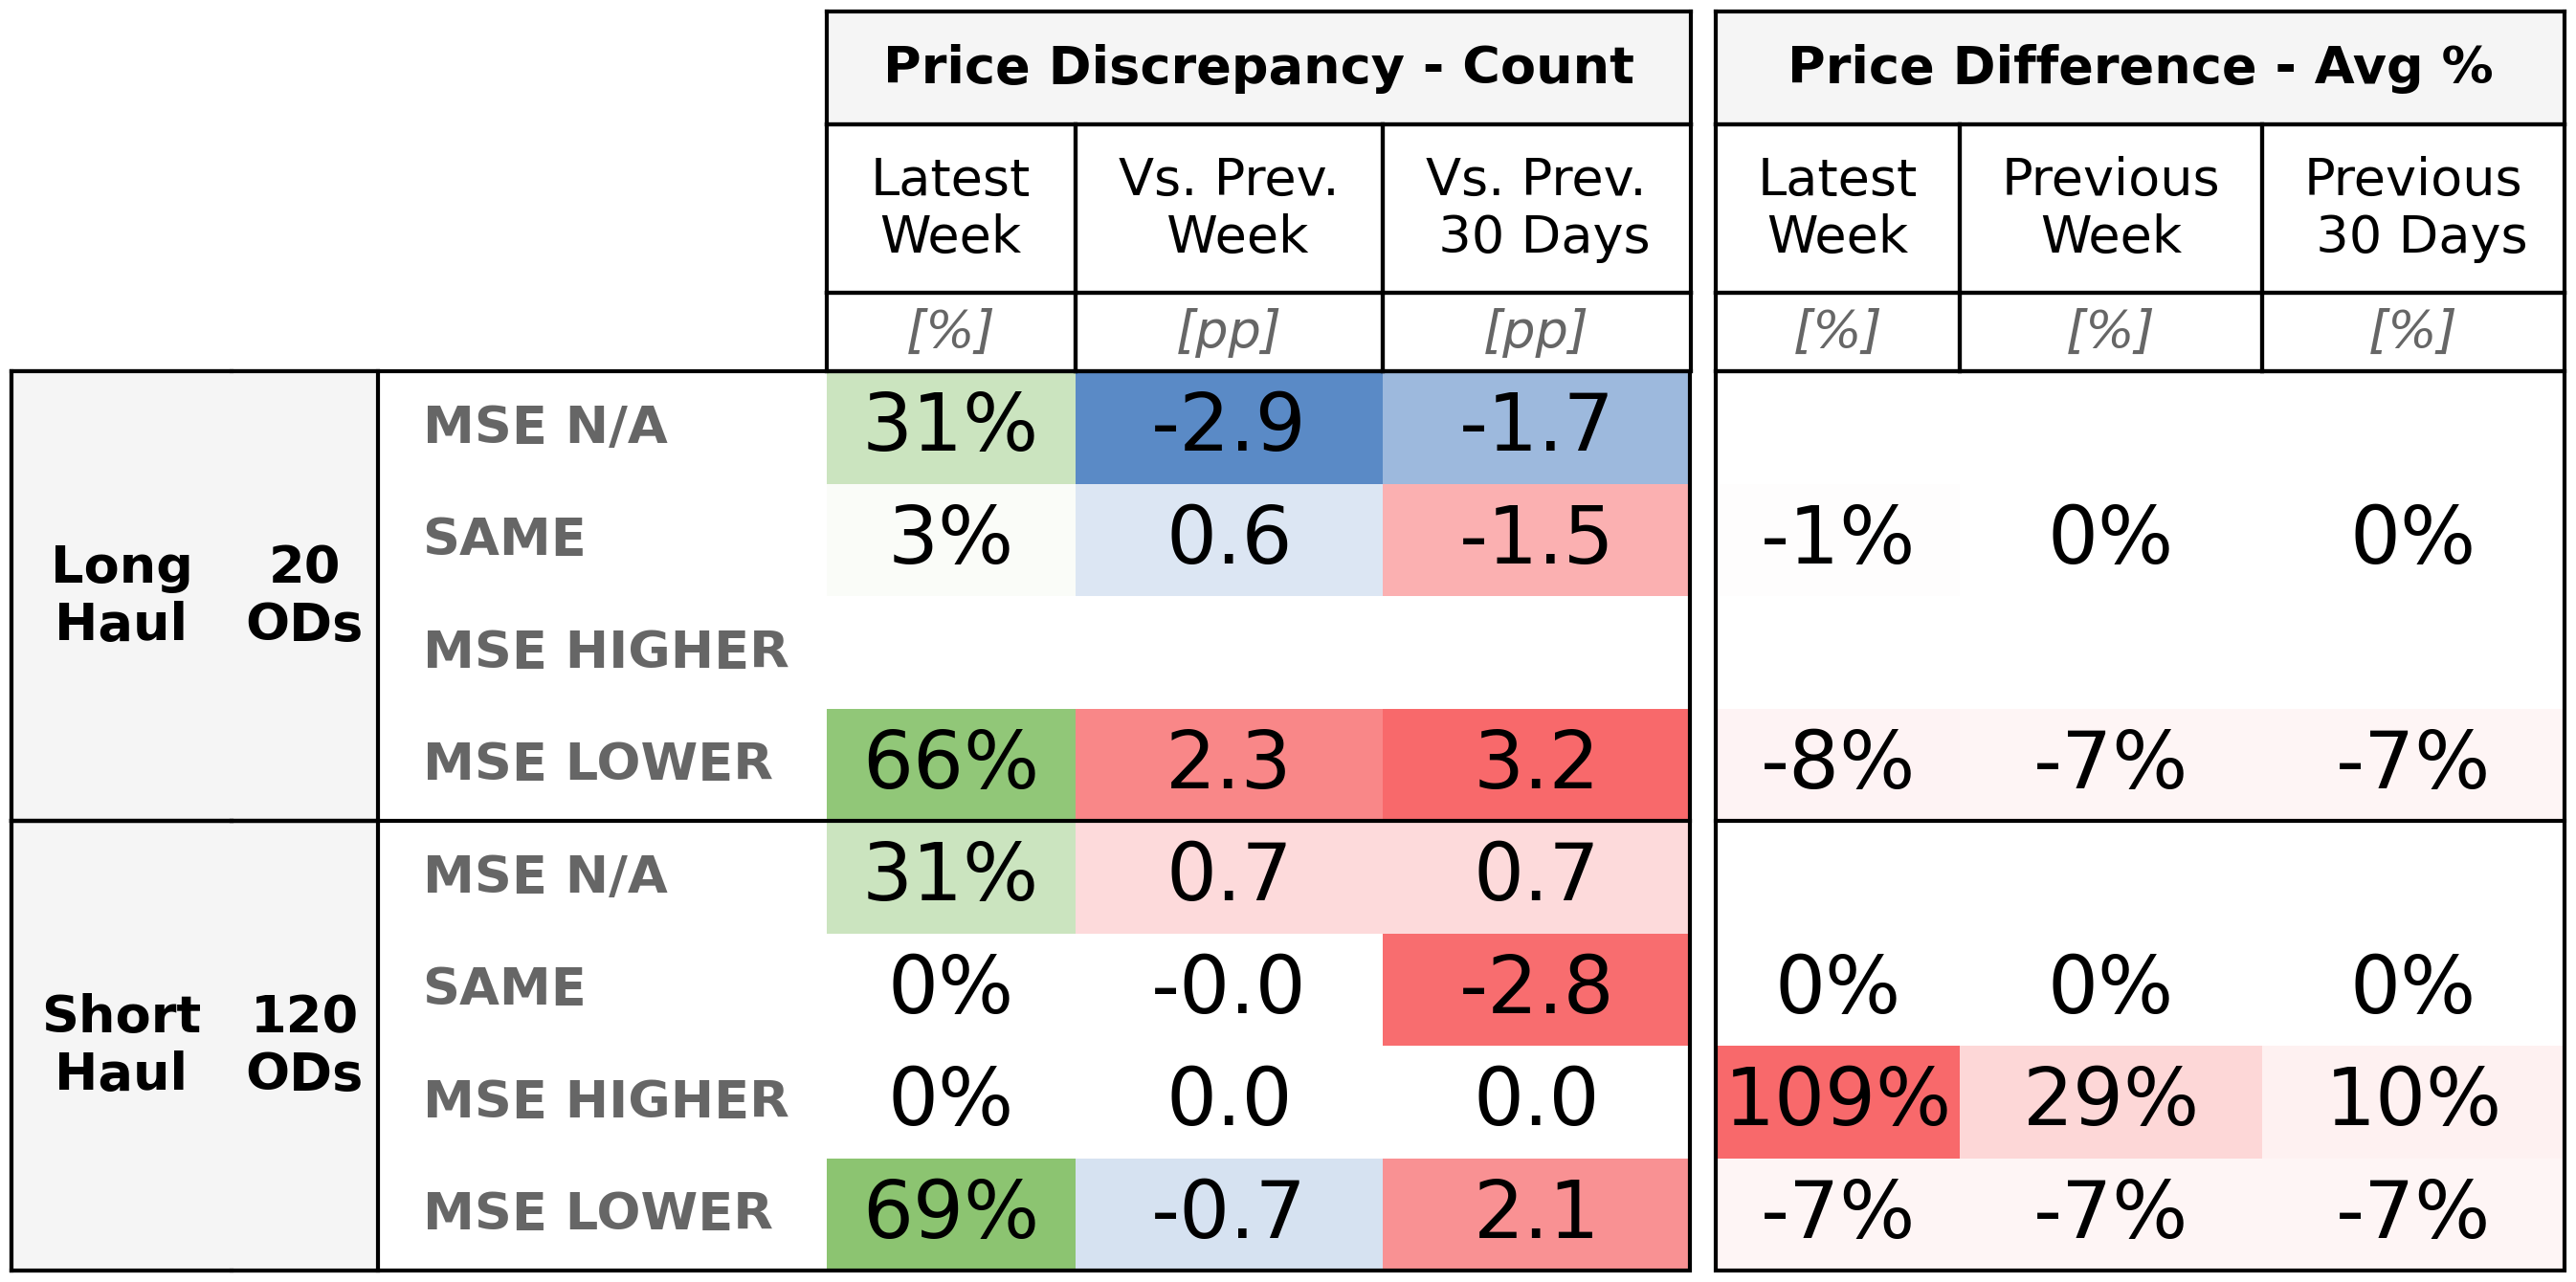 Price Discrepancy - Count Price Difference - Avg %
Latest Week Vs. Prev. Week Vs. Prev. 30 Days Latest Week Previous Week Previous 30 Days
[%] [pp] [pp] [%] [%] [%]
Long Haul 20 ODs
MSE N/A 31% -2.9 -1.7
SAME 3% 0.6 -1.5 -1% 0% 0%
MSE HIGHER
MSE LOWER 66% 2.3 3.2 -8% -7% -7%
Short Haul 120 ODs
MSE N/A 31% 0.7 0.7
SAME 0% -0.0 -2.8 0% 0% 0%
MSE HIGHER 0% 0.0 0.0 109% 29% 10%
MSE LOWER 69% -0.7 2.1 -7% -7% -7%